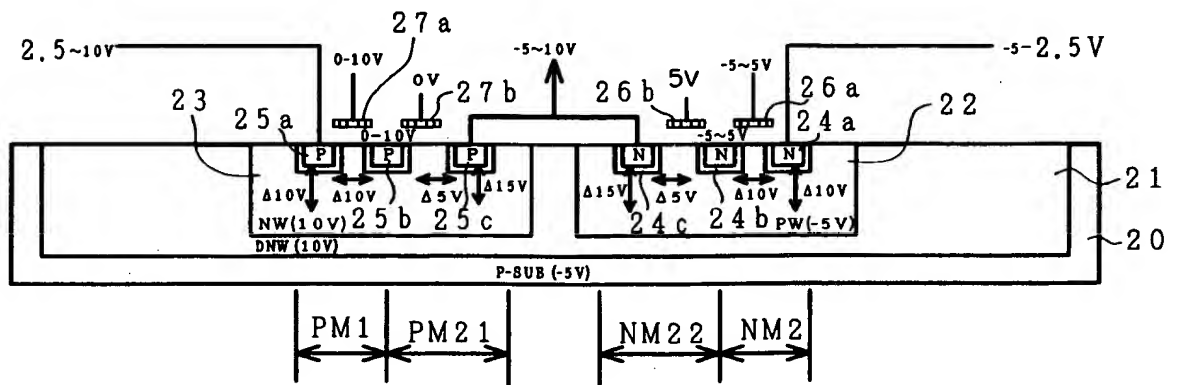 27a
2.5~10V
0-10V
-5~10V
-5-2.5V
0V
27b
5V
-5~5V
26b
26a
23
25a
0-10V
-5~5V
24a
22
P
P
P
N
N
N
Δ10V
Δ10V
Δ5V
Δ15V
Δ15V
Δ5V
Δ10V
Δ10V
21
NW(10V)
25b
25c
24c
24b
PW(-5V)
20
DNW(10V)
P-SUB(-5V)
PM1
PM21
NM22
NM2